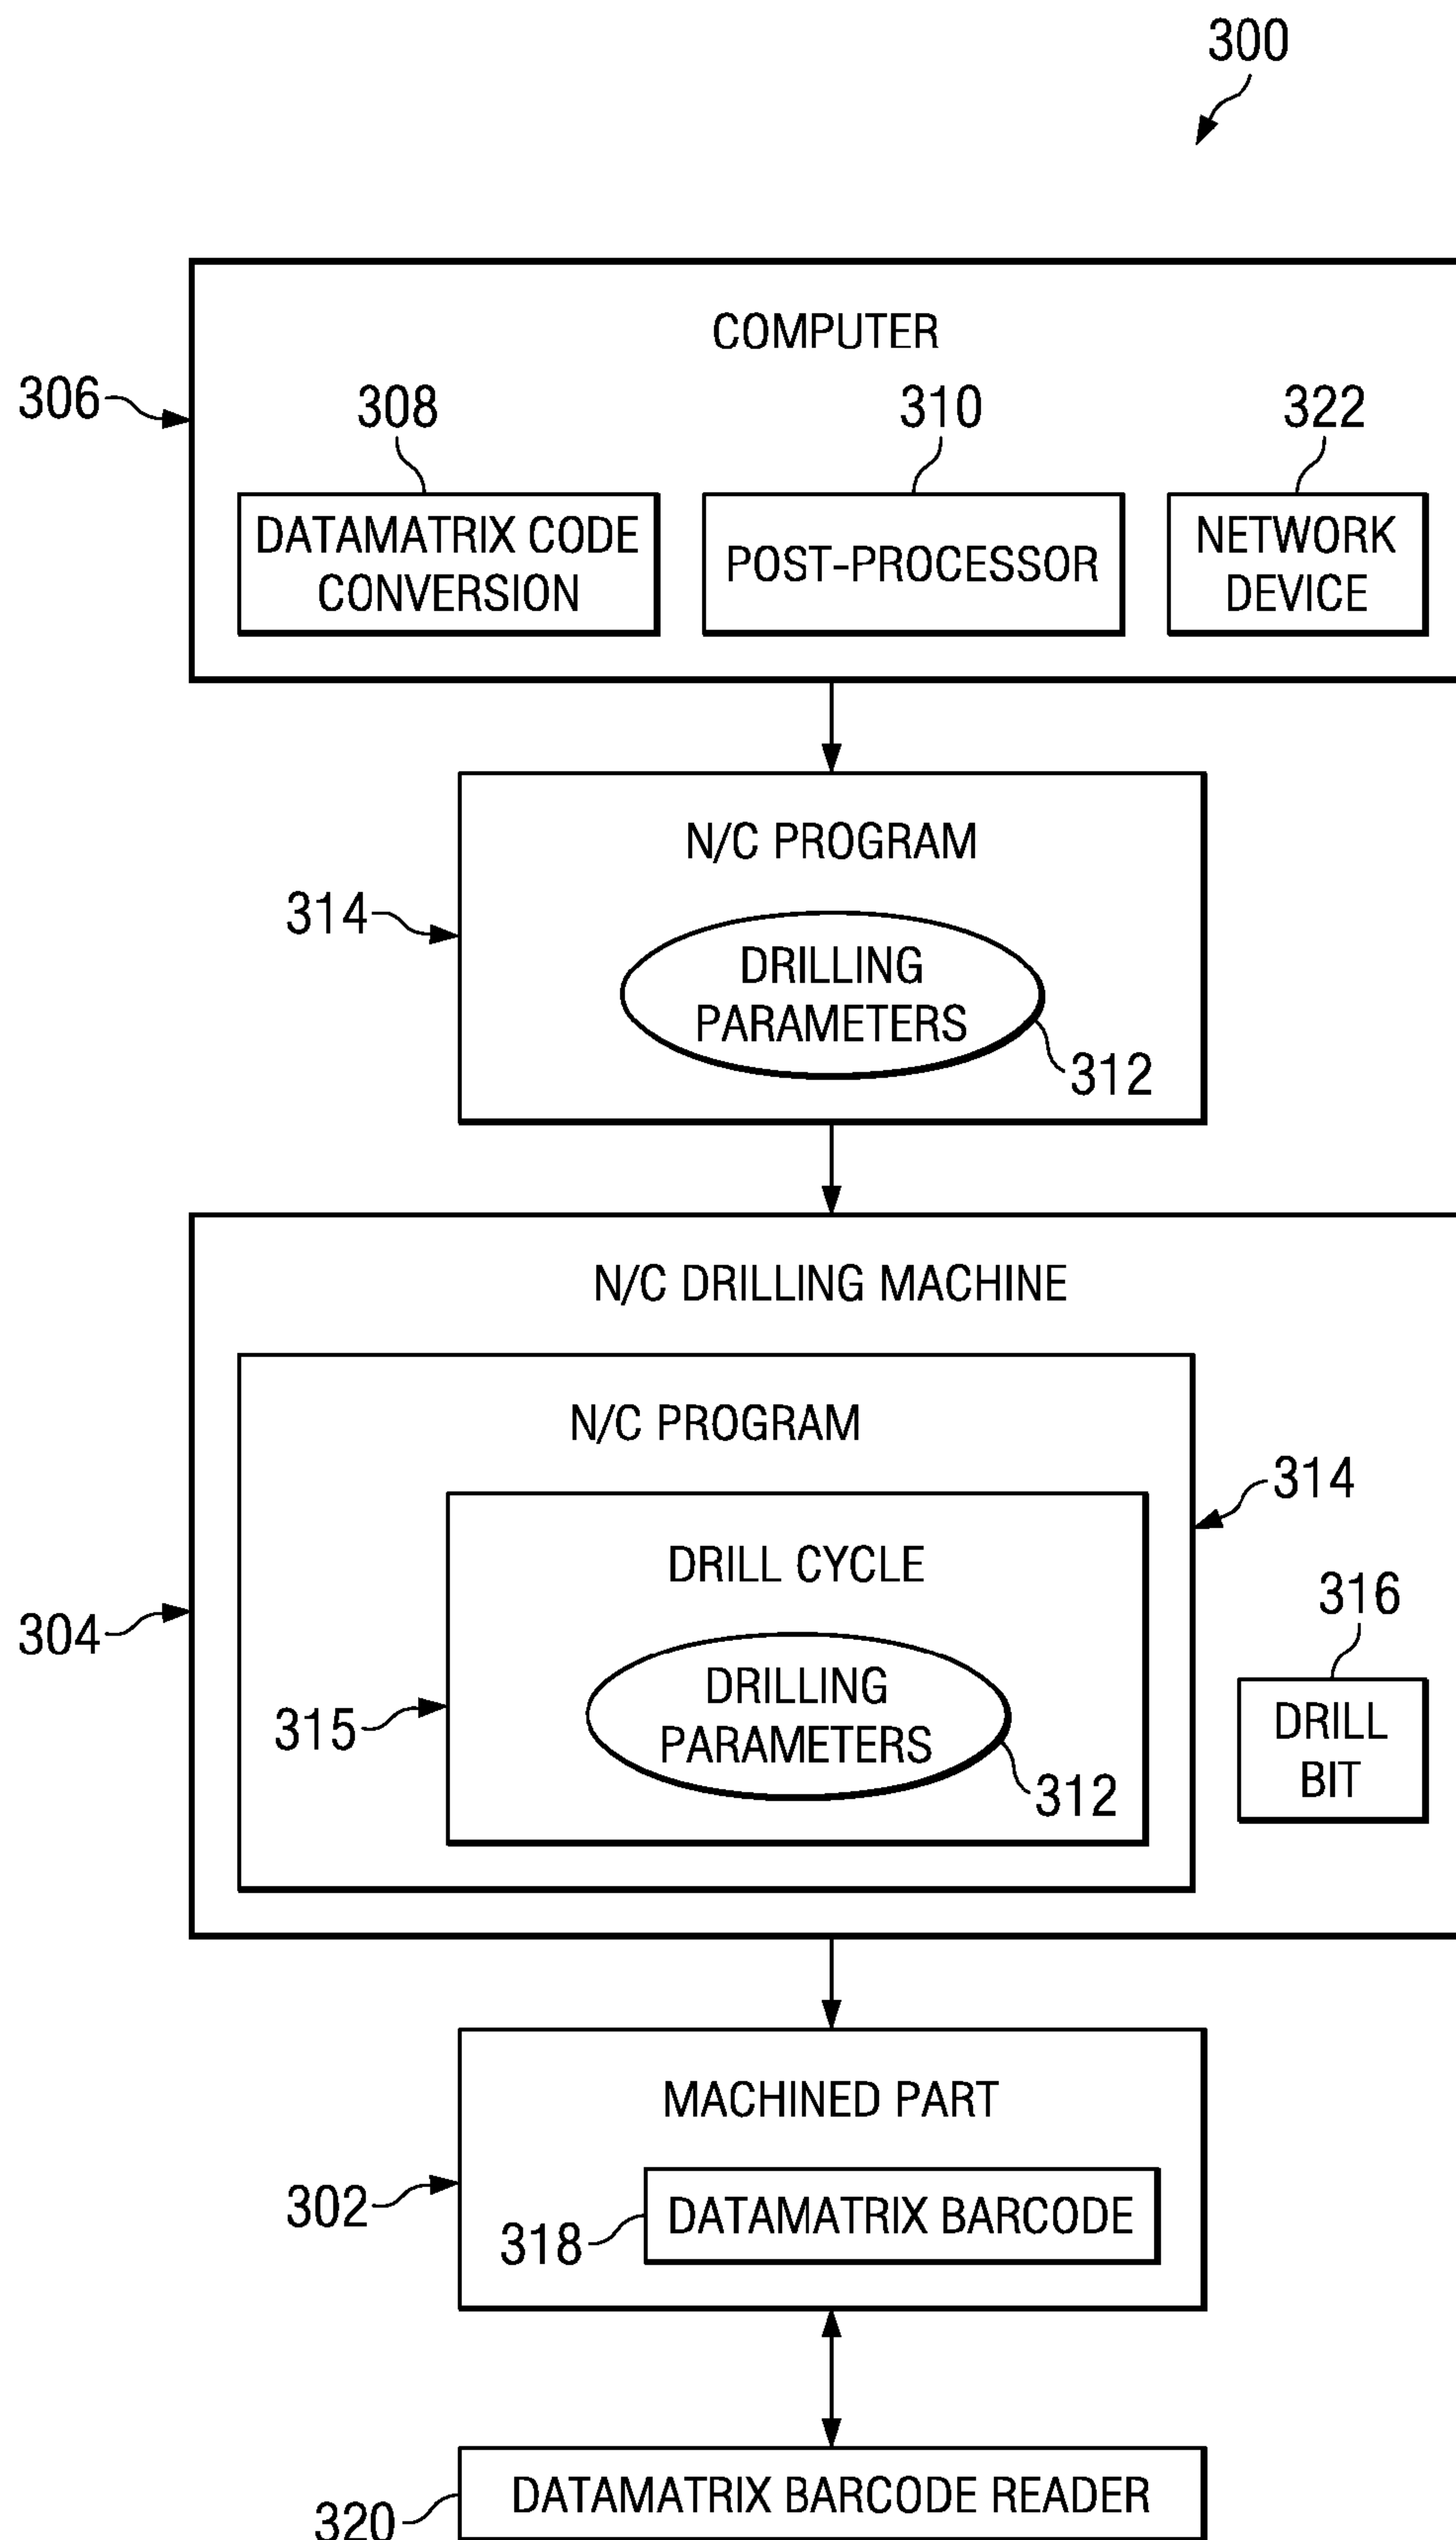 300
COMPUTER
306
308
310
322
DATAMATRIX CODE
CONVERSION
POST-PROCESSOR
NETWORK
DEVICE
N/C PROGRAM
314
DRILLING
PARAMETERS
312
N/C DRILLING MACHINE
N/C PROGRAM
314
DRILL CYCLE
316
304
DRILLING
PARAMETERS
315
312
DRILL
BIT
MACHINED PART
302
DATAMATRIX BARCODE
318
DATAMATRIX BARCODE READER
320